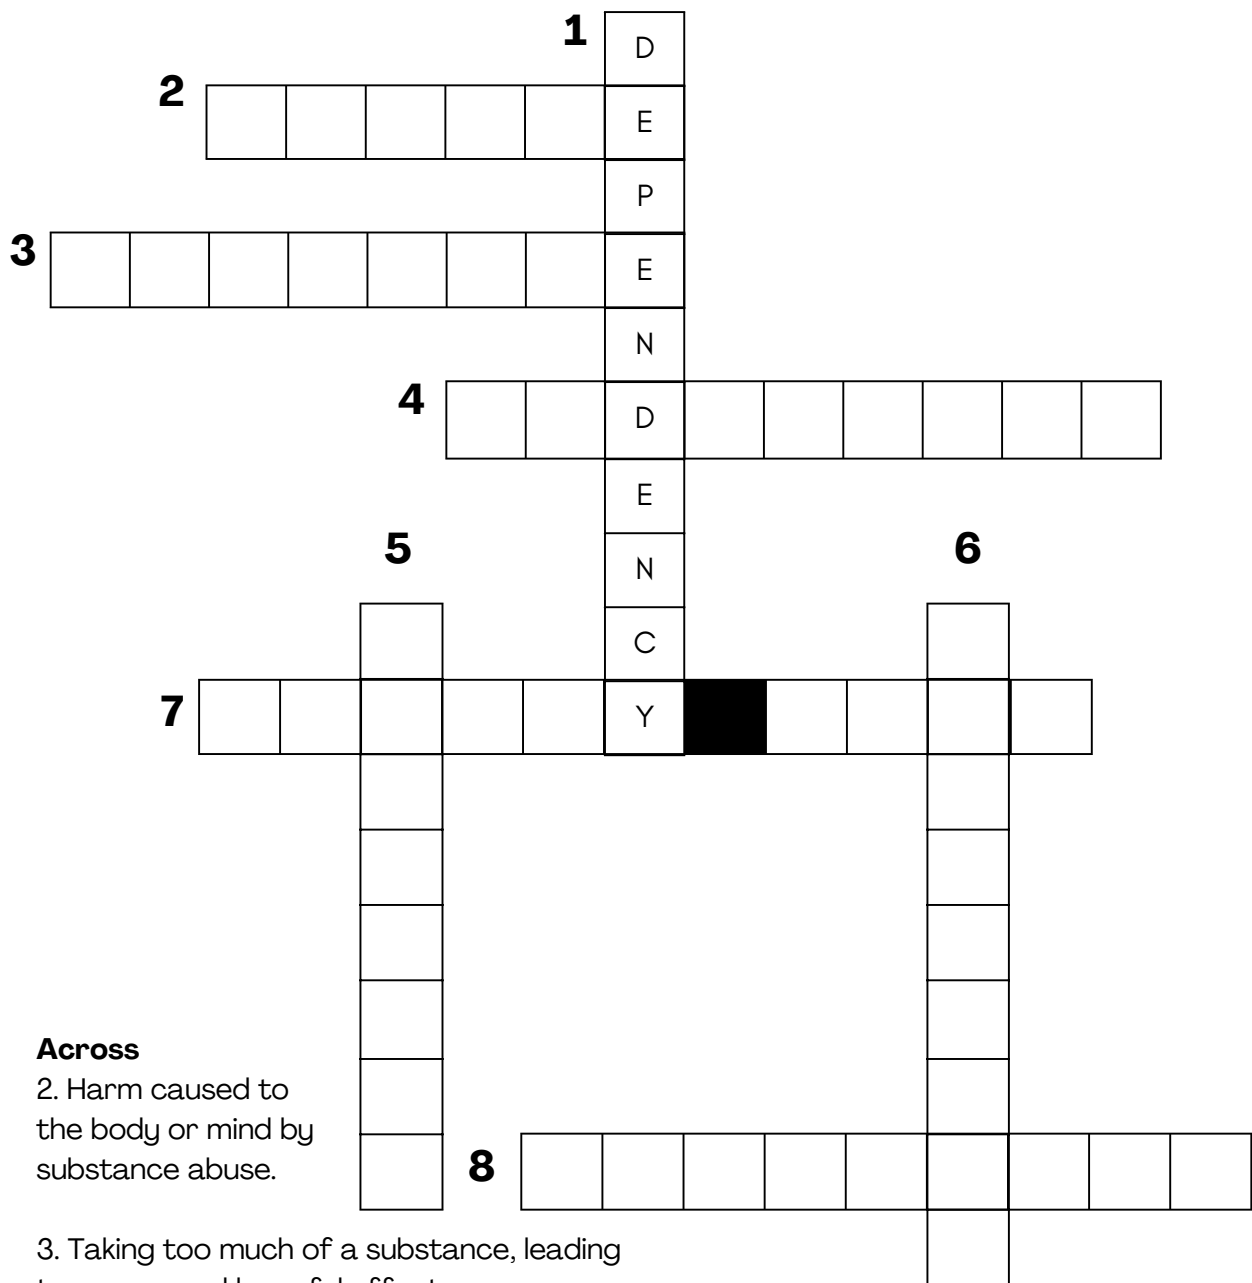 1
D
2
E
P
3
E
N
4
D
E
5
N
6
C
7
Y
Across
2. Harm caused to
the body or mind by
substance abuse.
8
3. Taking too much of a substance, leading